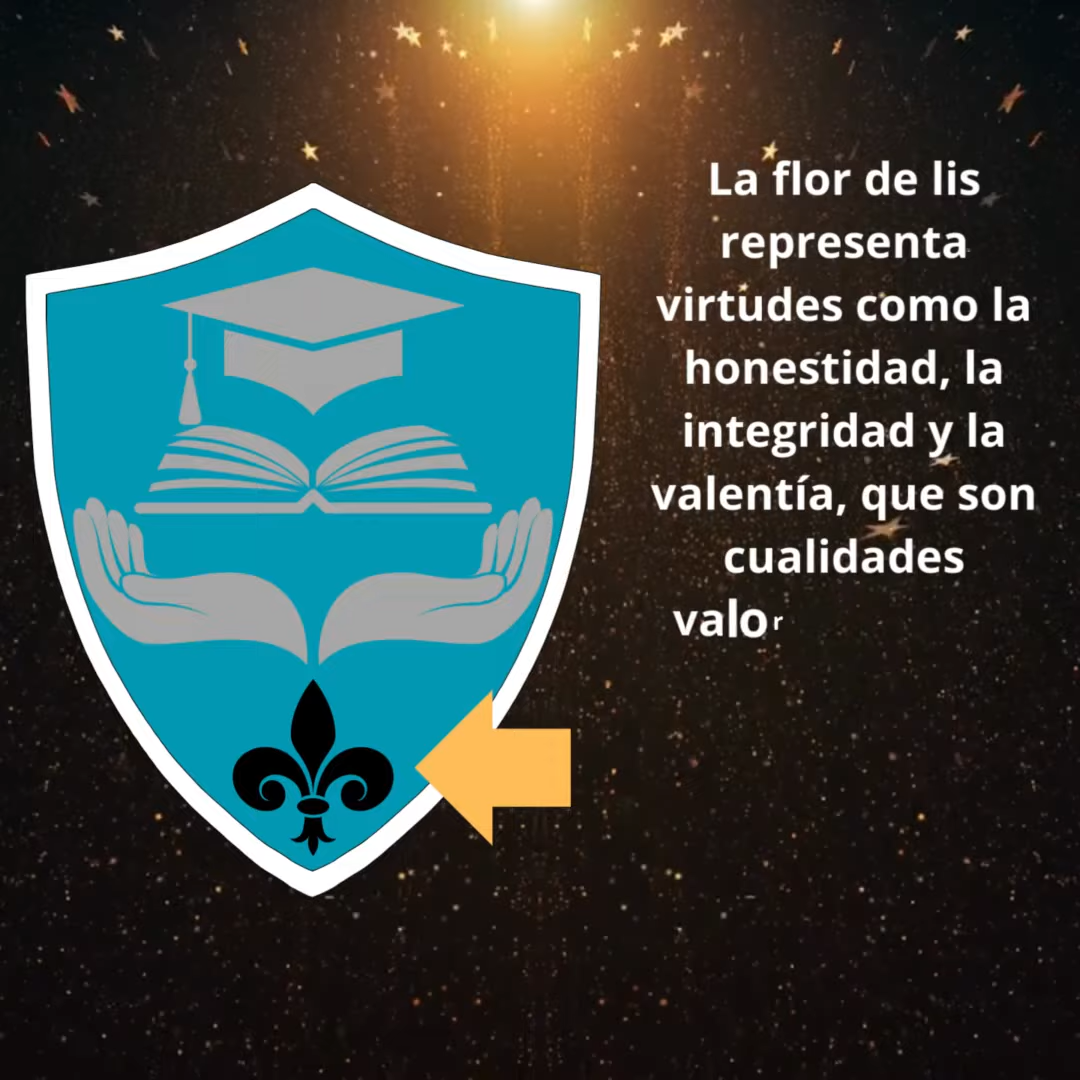 La flor de lis
representa
virtudes como la
honestidad, la
integridad y la
valentía, que son
cualidades
valor